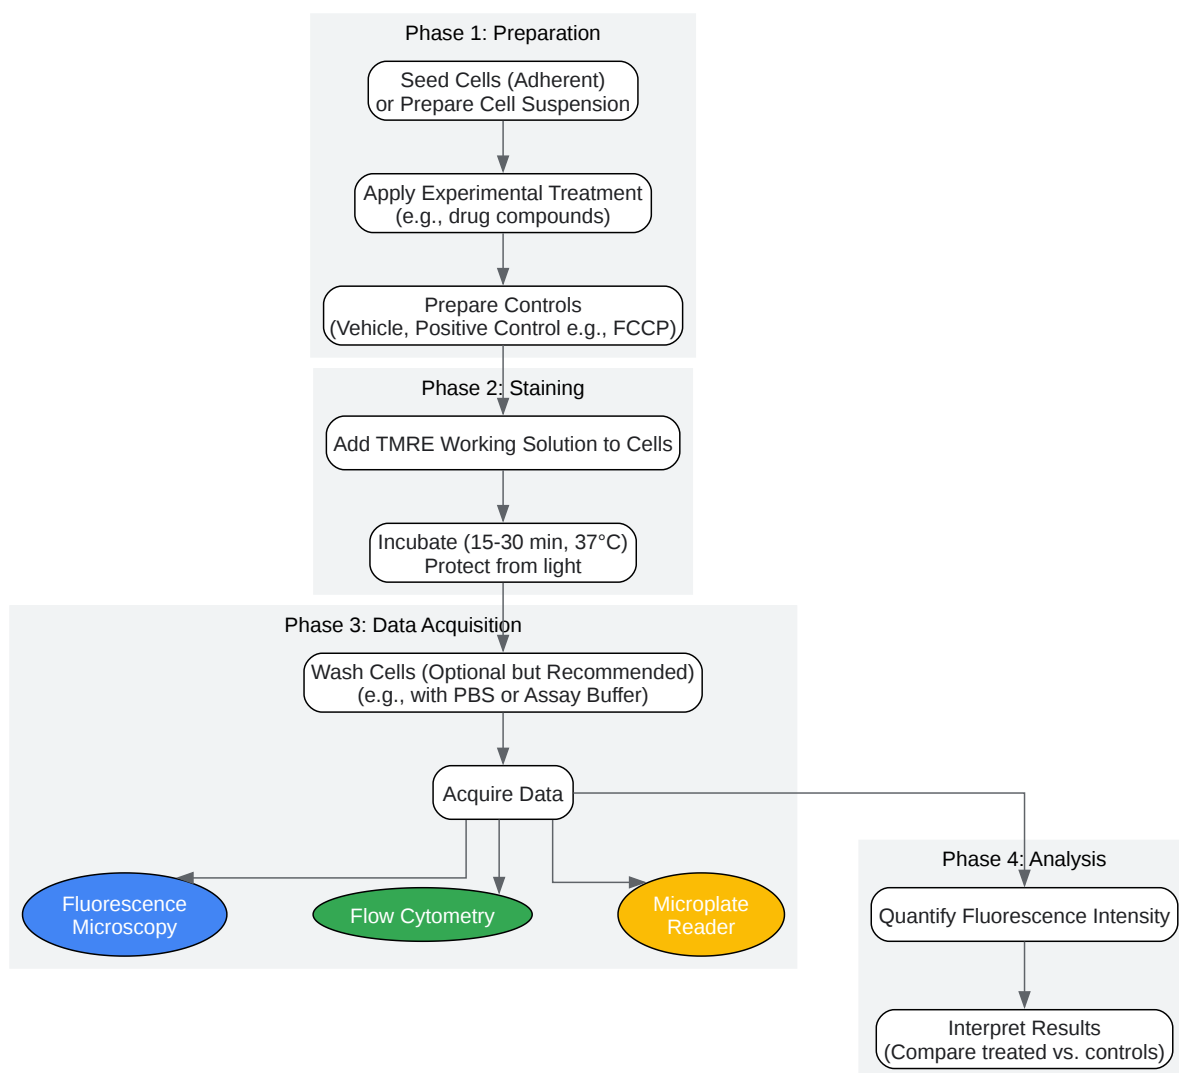 Phase 1: Preparation
Seed Cells (Adherent)
or Prepare Cell Suspension
Apply Experimental Treatment
(e.g., drug compounds)
Prepare Controls
(Vehicle, Positive Control e.g., FCCP)
Phase 2: Staining
Add TMRE Working Solution to Cells
Incubate (15-30 min, 37°C)
Protect from light
Phase 3: Data Acquisition
Wash Cells (Optional but Recommended)
(e.g., with PBS or Assay Buffer)
Acquire Data
Fluorescence
Microscopy
Flow Cytometry
Microplate
Reader
Phase 4: Analysis
Quantify Fluorescence Intensity
Interpret Results
(Compare treated vs. controls)